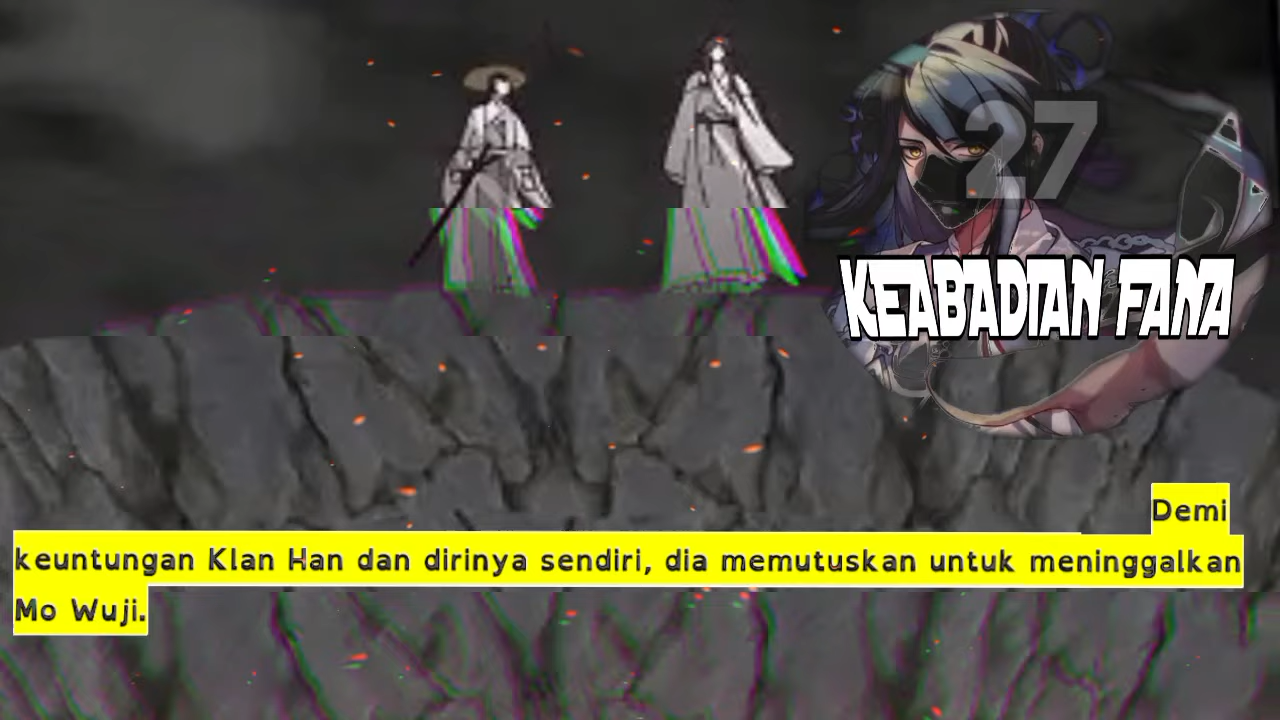 27
KEABADIAN FANA
Demi
keuntungan Klan Han dan dirinya sendiri, dia memutuskan untuk meninggalkan
Mo Wuji.